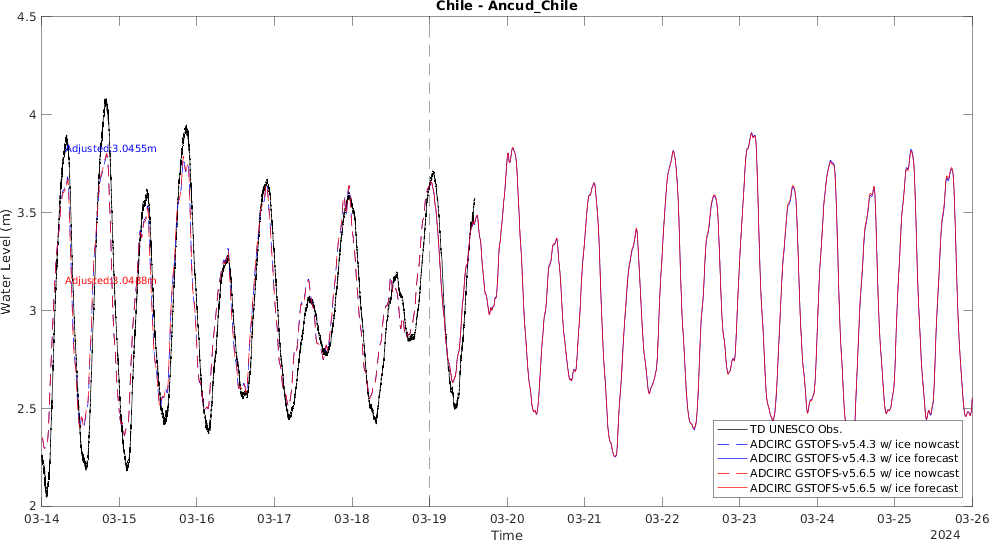 Chile - Ancud_Chile
4.5
4
3.5
3
2.5
2
Water Level (m)
Adjusted:3.0455m
Adjusted:3.0488m
TD UNESCO Obs.
ADCIRC GSTOFS-v5.4.3 w/ ice nowcast
ADCIRC GSTOFS-v5.4.3 w/ ice forecast
ADCIRC GSTOFS-v5.6.5 w/ ice nowcast
ADCIRC GSTOFS-v5.6.5 w/ ice forecast
03-14 03-15 03-16 03-17 03-18 03-19 03-20 03-21 03-22 03-23 03-24 03-25 03-26
Time
2024